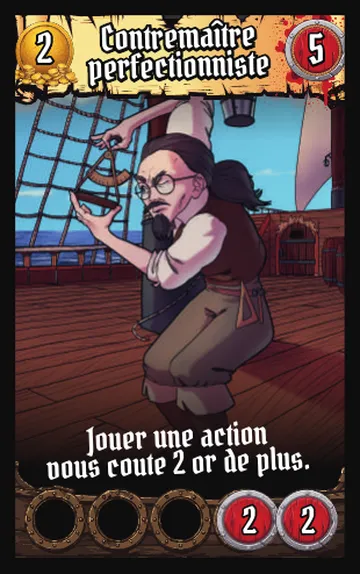 2
Contremaître
perfectionniste
5
Jouer une action
vous coute 2 or de plus.
2 2